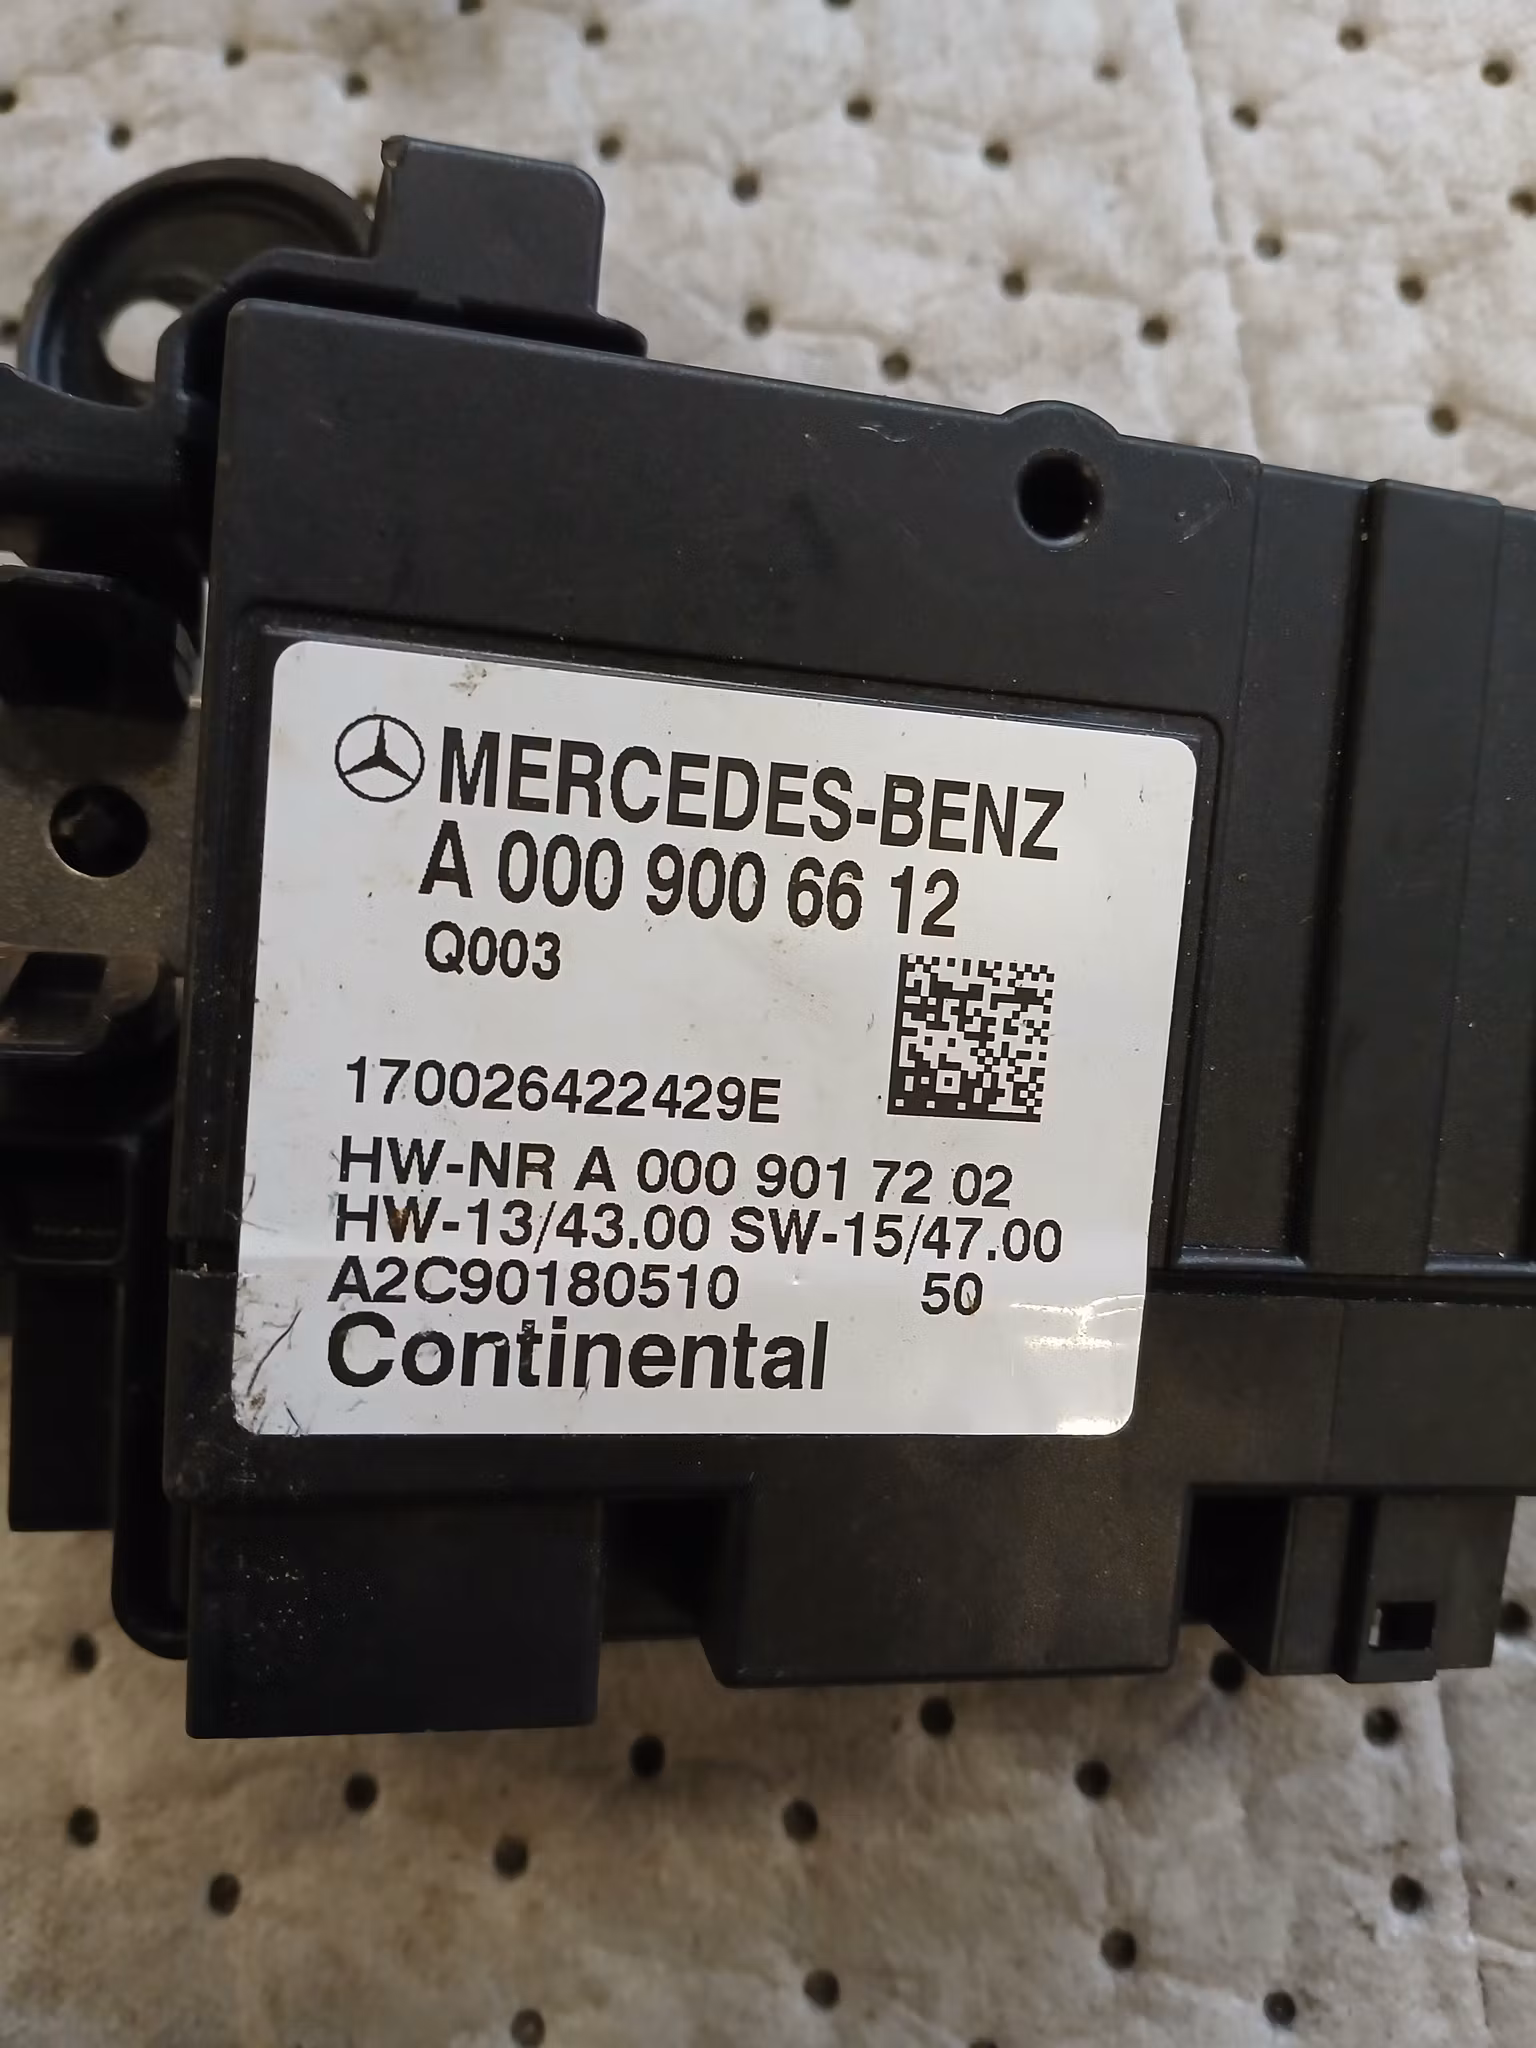 MERCEDES-BENZ
A 000 900 66 12
Q003
170026422429E
HW-NR A 000 901 72 02
HW-13/43.00 SW-15/47.00
A2C90180510 50
Continental